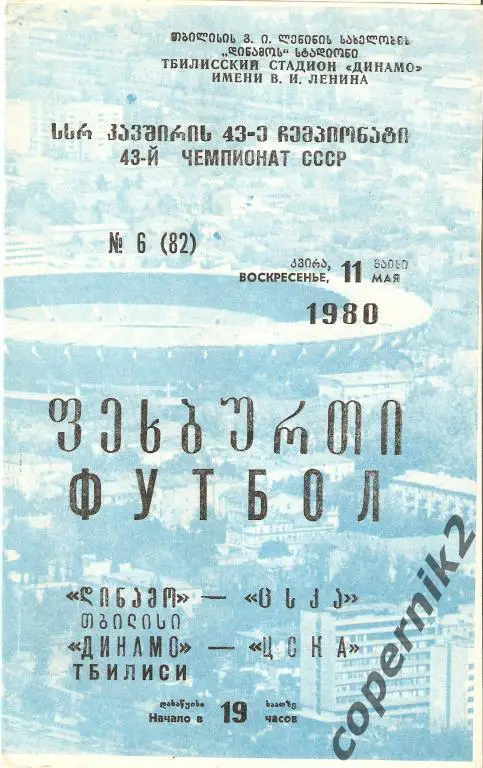 თბილისის ვ. ი. ლენინის სახელობის
„დინამოს“ სტადიონი
ТБИЛИССКИЙ СТАДИОН «ДИНАМО»
ИМЕНИ В. И. ЛЕНИНА
სსრ კავშირის 43-ე ჩემპიონატი
43-Й ЧЕМПИОНАТ СССР
№ 6 (82)
კვირა, 11 მაისი
ВОСКРЕСЕНЬЕ, МАЯ
1980
ფეხბურთი
ФУТБОЛ
«დინამო» — «ცსკა»
თბილისი
«ДИНАМО» — «ЦСКА»
ТБИЛИСИ
დასაწყისი 19 საათზე
Начало в часов
copernik2